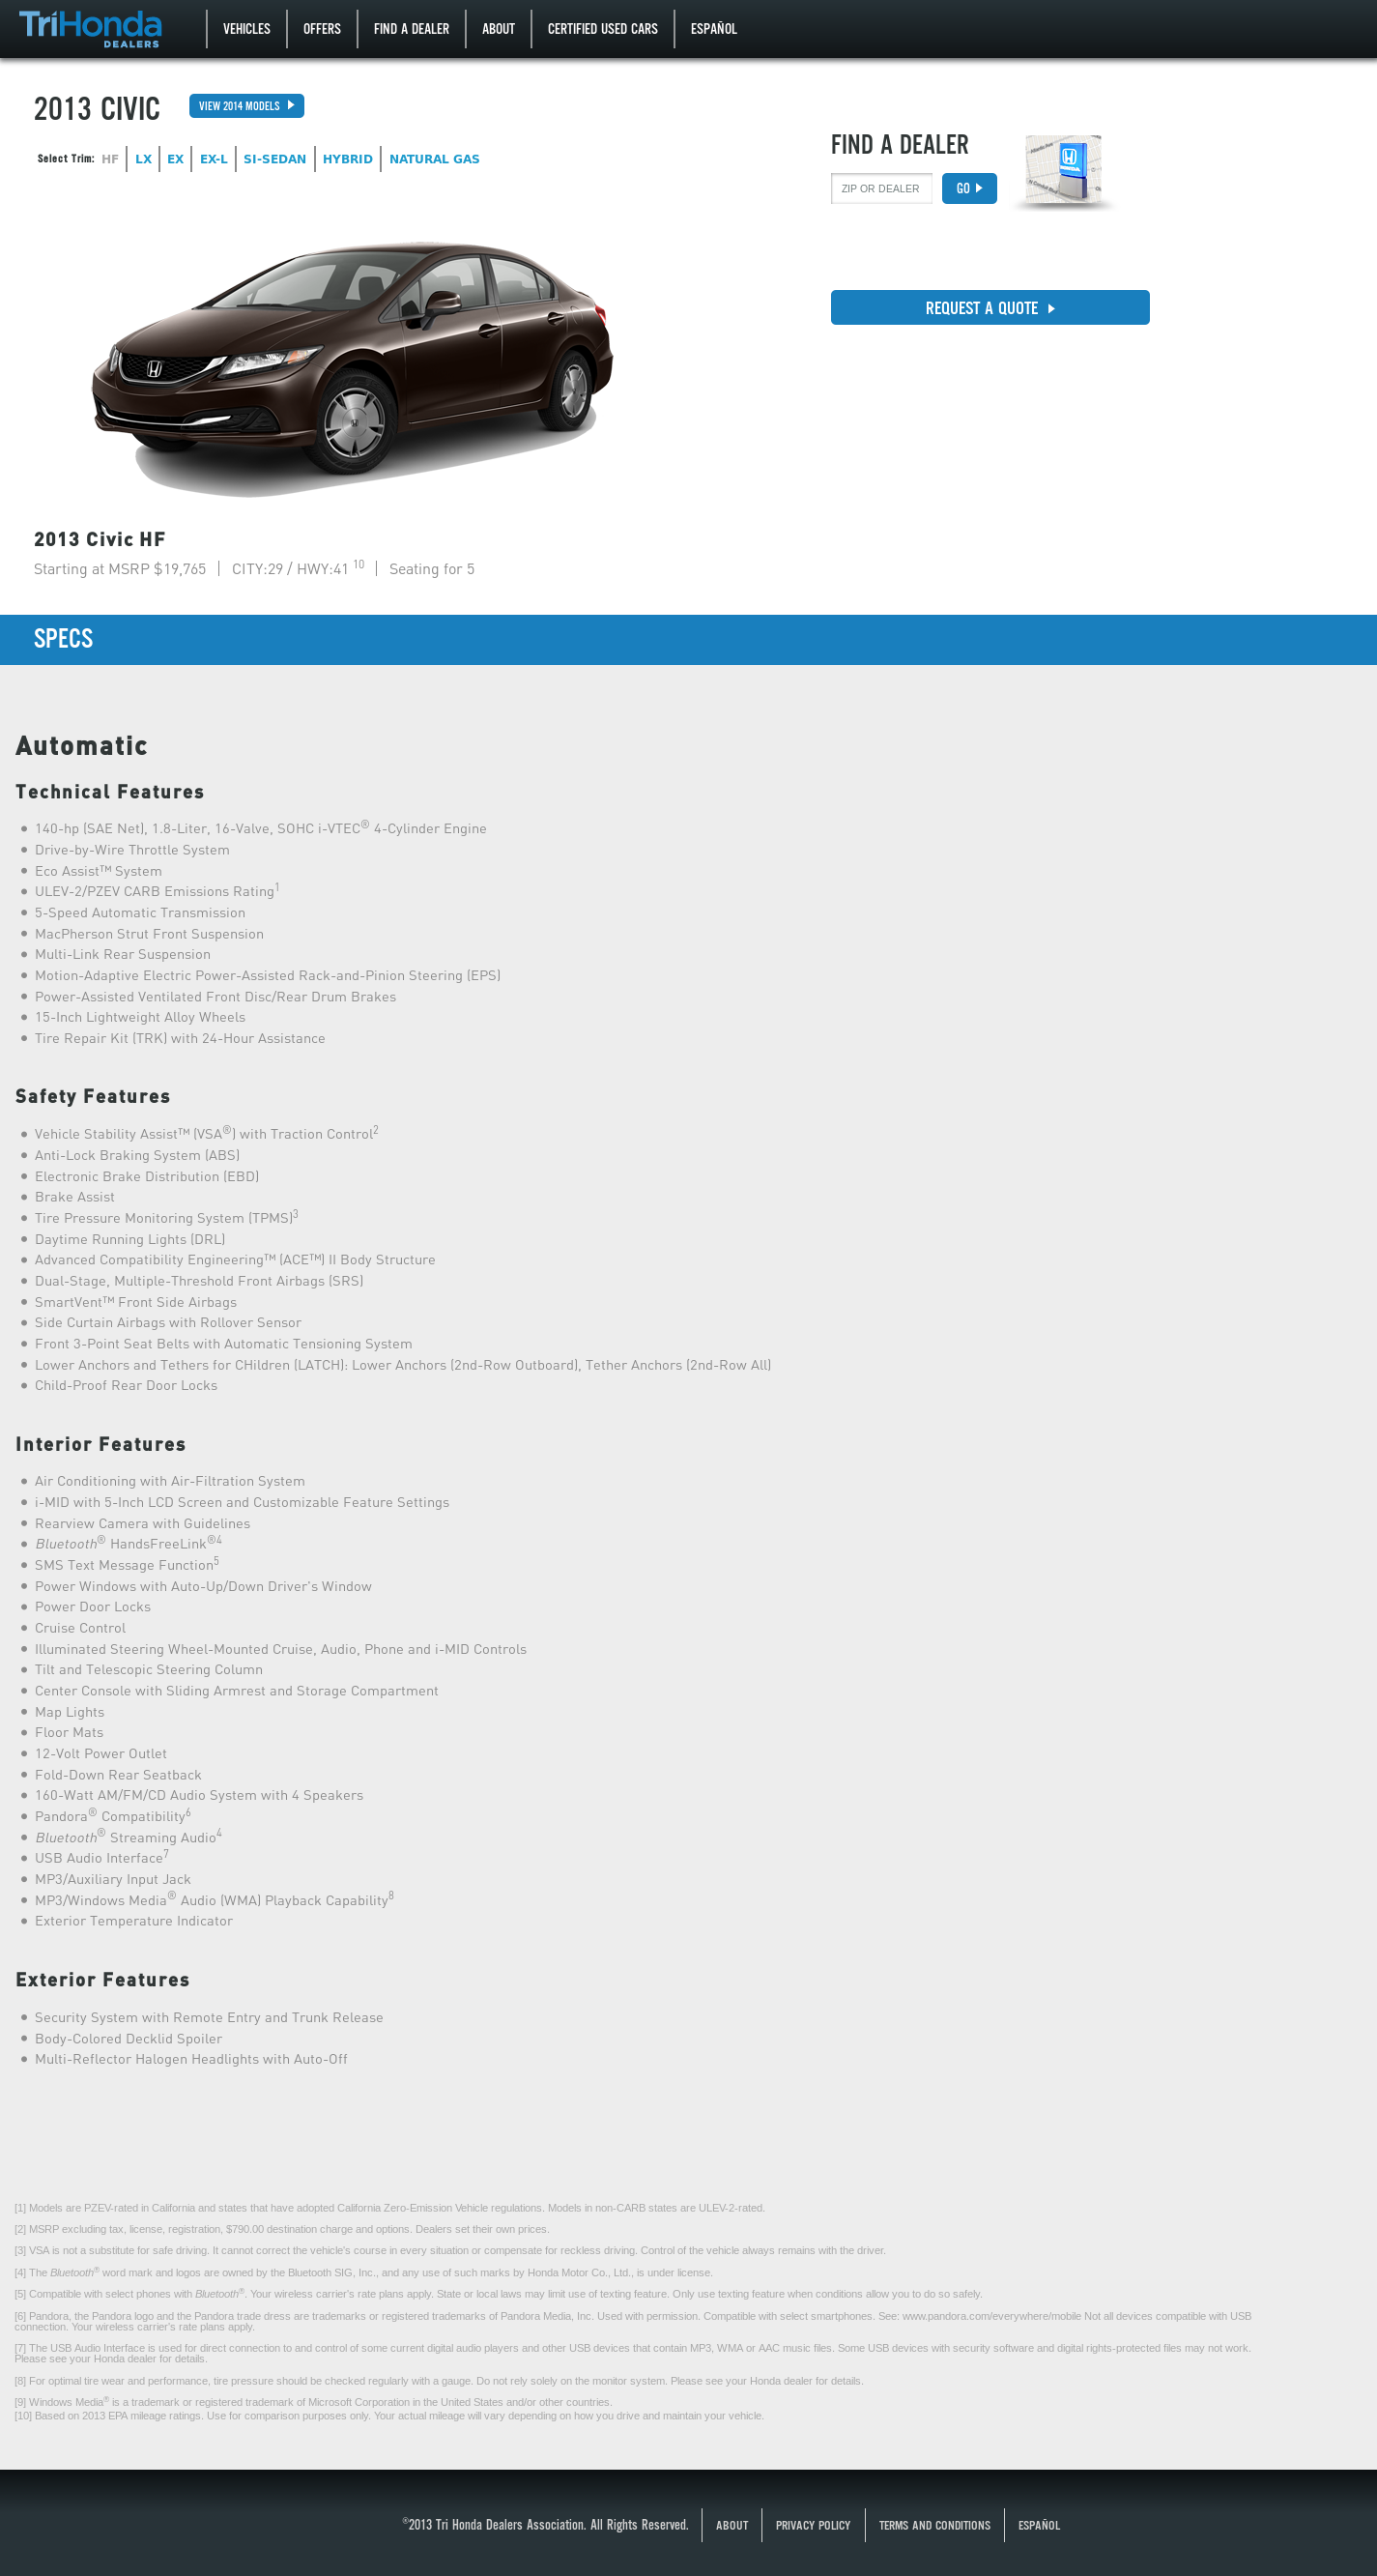 TriHonda
DEALERS
VEHICLES OFFERS FIND A DEALER ABOUT CERTIFIED USED CARS ESPAÑOL
2013 CIVIC VIEW 2014 MODELS
Select Trim: HF LX EX EX-L SI-SEDAN HYBRID NATURAL GAS
FIND A DEALER
ZIP OR DEALER GO
REQUEST A QUOTE
2013 Civic HF
Starting at MSRP $19,765 | CITY:29 / HWY:41 10 | Seating for 5
SPECS
Automatic
Technical Features
140-hp (SAE Net), 1.8-Liter, 16-Valve, SOHC i-VTEC® 4-Cylinder Engine
Drive-by-Wire Throttle System
Eco Assist™ System
ULEV-2/PZEV CARB Emissions Rating1
5-Speed Automatic Transmission
MacPherson Strut Front Suspension
Multi-Link Rear Suspension
Motion-Adaptive Electric Power-Assisted Rack-and-Pinion Steering (EPS)
Power-Assisted Ventilated Front Disc/Rear Drum Brakes
15-Inch Lightweight Alloy Wheels
Tire Repair Kit (TRK) with 24-Hour Assistance
Safety Features
Vehicle Stability Assist™ (VSA®) with Traction Control2
Anti-Lock Braking System (ABS)
Electronic Brake Distribution (EBD)
Brake Assist
Tire Pressure Monitoring System (TPMS)3
Daytime Running Lights (DRL)
Advanced Compatibility Engineering™ (ACE™) II Body Structure
Dual-Stage, Multiple-Threshold Front Airbags (SRS)
SmartVent™ Front Side Airbags
Side Curtain Airbags with Rollover Sensor
Front 3-Point Seat Belts with Automatic Tensioning System
Lower Anchors and Tethers for CHildren (LATCH): Lower Anchors (2nd-Row Outboard), Tether Anchors (2nd-Row All)
Child-Proof Rear Door Locks
Interior Features
Air Conditioning with Air-Filtration System
i-MID with 5-Inch LCD Screen and Customizable Feature Settings
Rearview Camera with Guidelines
Bluetooth® HandsFreeLink®4
SMS Text Message Function5
Power Windows with Auto-Up/Down Driver's Window
Power Door Locks
Cruise Control
Illuminated Steering Wheel-Mounted Cruise, Audio, Phone and i-MID Controls
Tilt and Telescopic Steering Column
Center Console with Sliding Armrest and Storage Compartment
Map Lights
Floor Mats
12-Volt Power Outlet
Fold-Down Rear Seatback
160-Watt AM/FM/CD Audio System with 4 Speakers
Pandora® Compatibility6
Bluetooth® Streaming Audio4
USB Audio Interface7
MP3/Auxiliary Input Jack
MP3/Windows Media® Audio (WMA) Playback Capability8
Exterior Temperature Indicator
Exterior Features
Security System with Remote Entry and Trunk Release
Body-Colored Decklid Spoiler
Multi-Reflector Halogen Headlights with Auto-Off
[1] Models are PZEV-rated in California and states that have adopted California Zero-Emission Vehicle regulations. Models in non-CARB states are ULEV-2-rated.
[2] MSRP excluding tax, license, registration, $790.00 destination charge and options. Dealers set their own prices.
[3] VSA is not a substitute for safe driving. It cannot correct the vehicle's course in every situation or compensate for reckless driving. Control of the vehicle always remains with the driver.
[4] The Bluetooth® word mark and logos are owned by the Bluetooth SIG, Inc., and any use of such marks by Honda Motor Co., Ltd., is under license.
[5] Compatible with select phones with Bluetooth®. Your wireless carrier's rate plans apply. State or local laws may limit use of texting feature. Only use texting feature when conditions allow you to do so safely.
[6] Pandora, the Pandora logo and the Pandora trade dress are trademarks or registered trademarks of Pandora Media, Inc. Used with permission. Compatible with select smartphones. See: www.pandora.com/everywhere/mobile Not all devices compatible with USB
connection. Your wireless carrier's rate plans apply.
[7] The USB Audio Interface is used for direct connection to and control of some current digital audio players and other USB devices that contain MP3, WMA or AAC music files. Some USB devices with security software and digital rights-protected files may not work.
Please see your Honda dealer for details.
[8] For optimal tire wear and performance, tire pressure should be checked regularly with a gauge. Do not rely solely on the monitor system. Please see your Honda dealer for details.
[9] Windows Media® is a trademark or registered trademark of Microsoft Corporation in the United States and/or other countries.
[10] Based on 2013 EPA mileage ratings. Use for comparison purposes only. Your actual mileage will vary depending on how you drive and maintain your vehicle.
®2013 Tri Honda Dealers Association. All Rights Reserved. ABOUT PRIVACY POLICY TERMS AND CONDITIONS ESPAÑOL